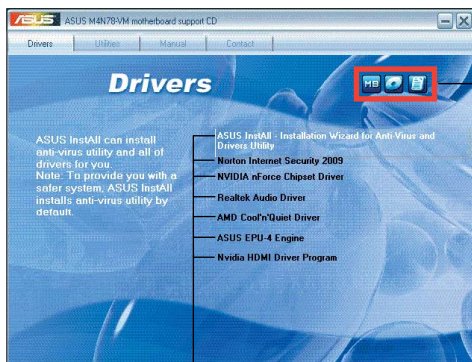 ASUS ASUS M4N78-VM motherboard support CD
Drivers Utilities Manual Contact
Drivers
MB
ASUS InstAll can install
anti-virus utility and all of
drivers for you.
Note: To provide you with a
safer system, ASUS InstAll
installs anti-virus utility by
default.
ASUS InstAll - Installation Wizard for Anti-Virus and
Drivers Utility
Norton Internet Security 2009
NVIDIA nForce Chipset Driver
Realtek Audio Driver
AMD Cool'n'Quiet Driver
ASUS EPU-4 Engine
Nvidia HDMI Driver Program